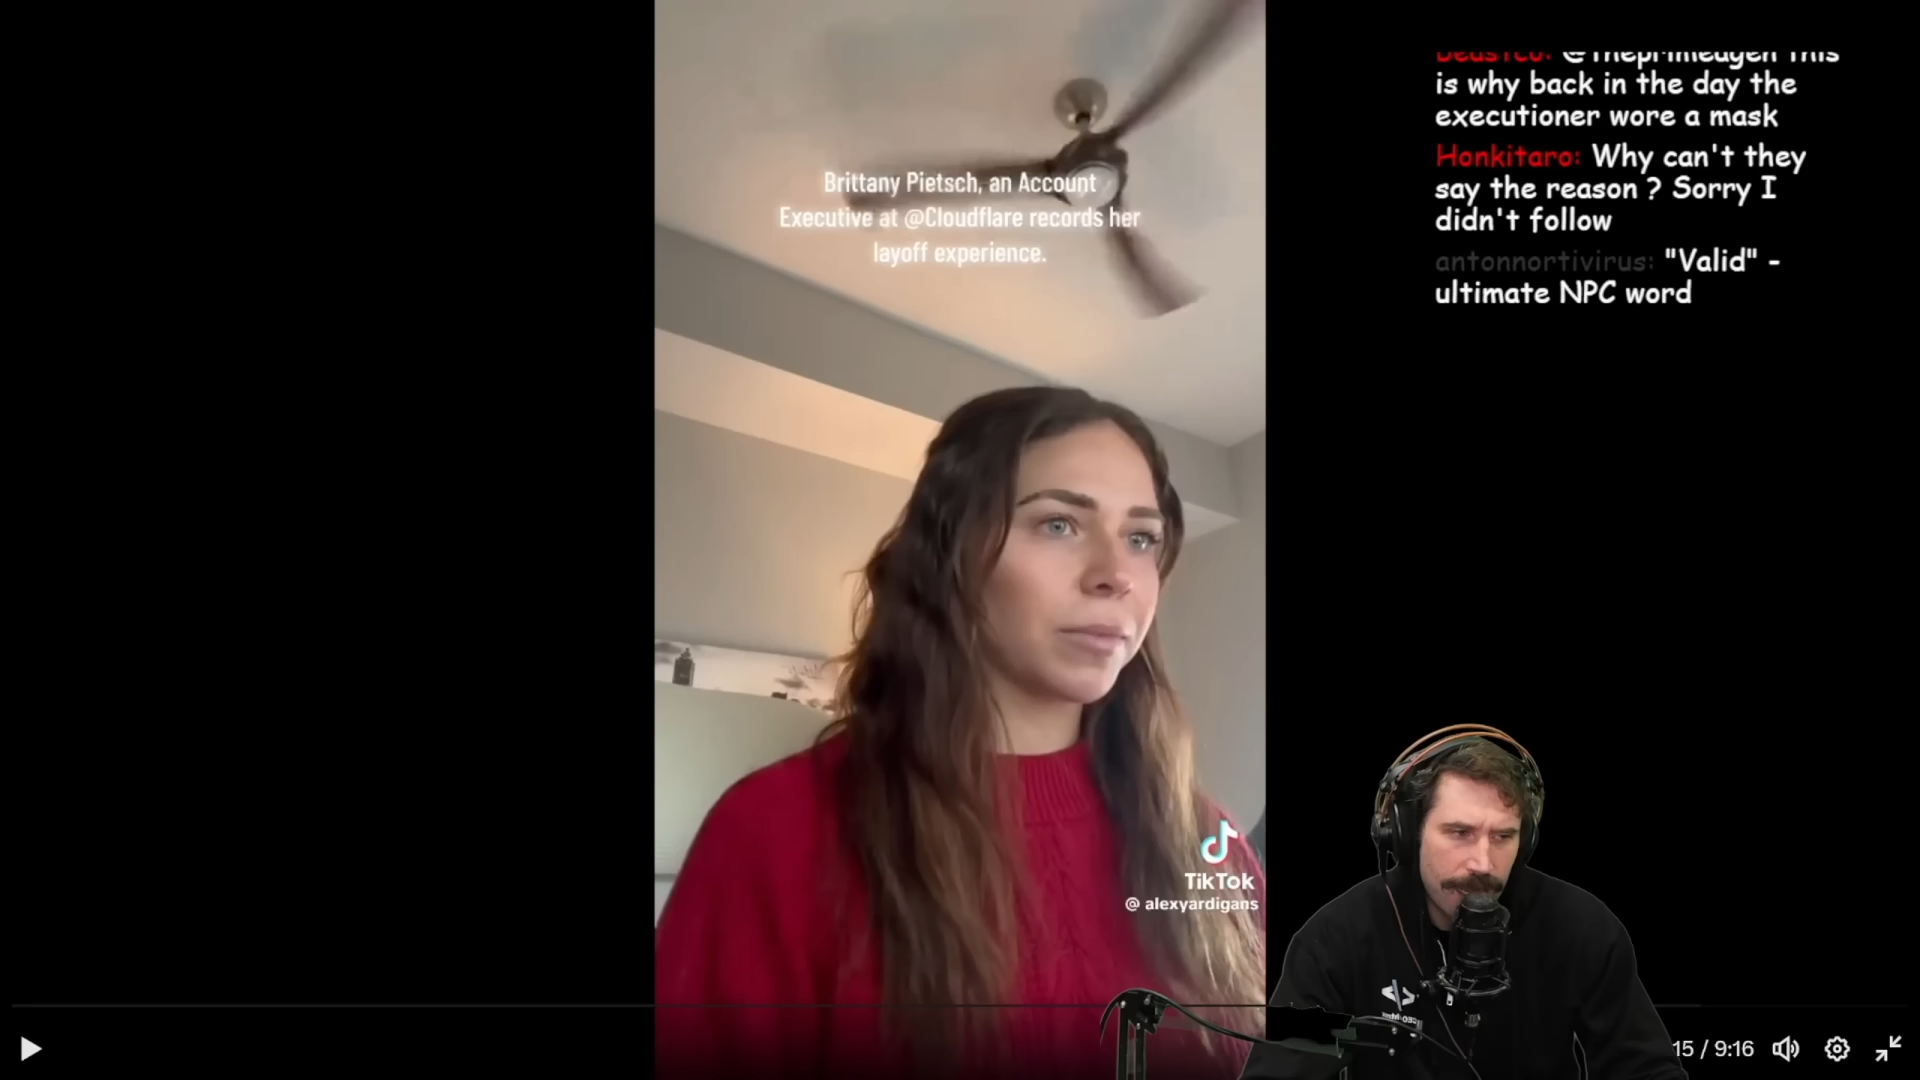 Brittany Pietsch, an Account
Executive at @Cloudflare records her
layoff experience.
TikTok
@ alexyardigans
is why back in the day the
executioner wore a mask
Honkitaro: Why can't they
say the reason ? Sorry I
didn't follow
antonnortivirus: "Valid" -
ultimate NPC word
15 / 9:16